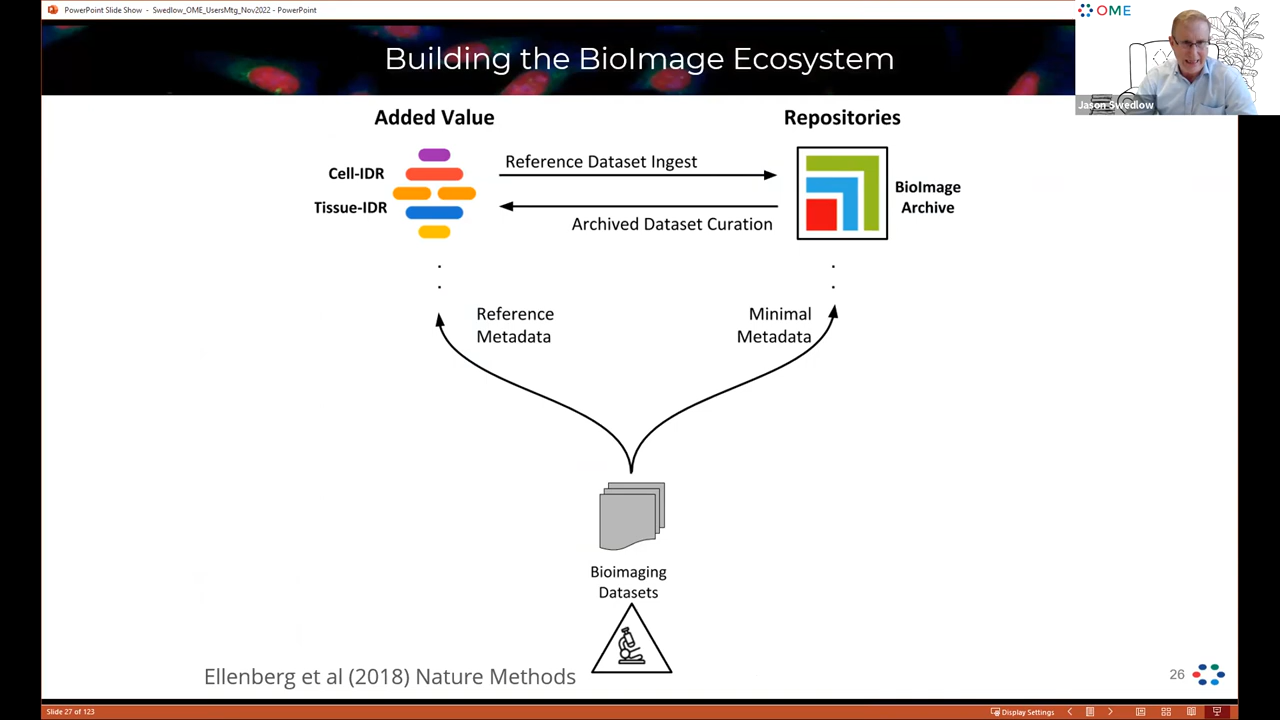 PowerPoint Slide Show - Swedlow_OME_UsersMtg_Nov2022 - PowerPoint
OME
Building the BioImage Ecosystem
Jason Swedlow
Added Value
Repositories
Reference Dataset Ingest
Cell-IDR
Tissue-IDR
BioImage
Archive
Archived Dataset Curation
Reference
Metadata
Minimal
Metadata
Bioimaging
Datasets
Ellenberg et al (2018) Nature Methods
26
Slide 27 of 123
Display Settings